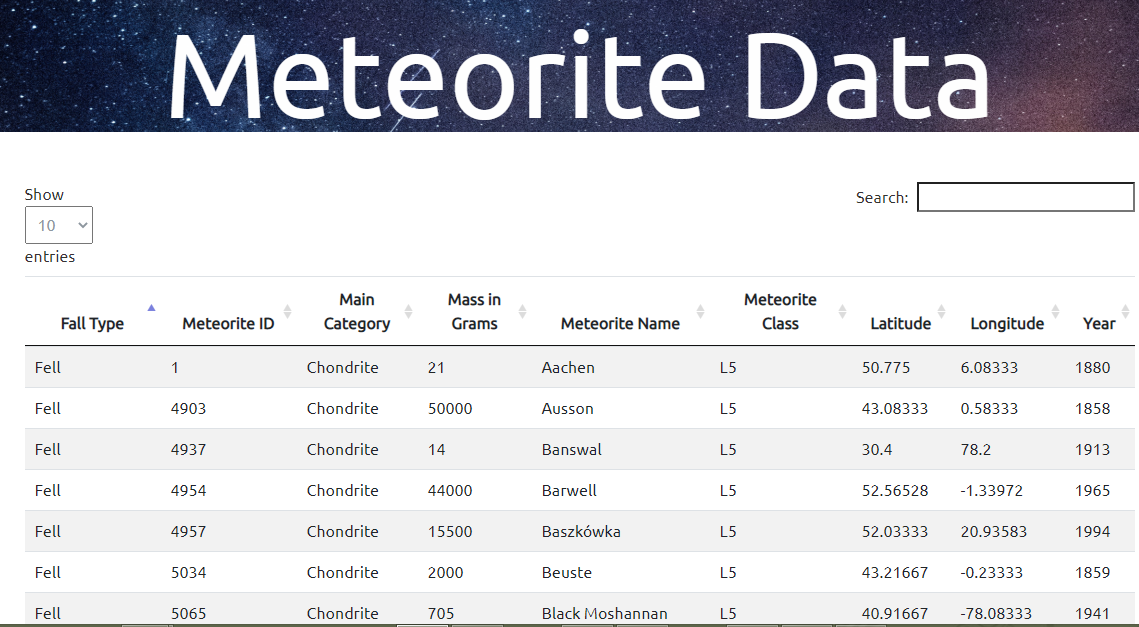 Meteorite Data
Show
Search:
10
entries
Fall Type Meteorite ID Main Category Mass in Grams Meteorite Name Meteorite Class Latitude Longitude Year
Fell 1 Chondrite 21 Aachen L5 50.775 6.08333 1880
Fell 4903 Chondrite 50000 Ausson L5 43.08333 0.58333 1858
Fell 4937 Chondrite 14 Banswal L5 30.4 78.2 1913
Fell 4954 Chondrite 44000 Barwell L5 52.56528 -1.33972 1965
Fell 4957 Chondrite 15500 Baszkówka L5 52.03333 20.93583 1994
Fell 5034 Chondrite 2000 Beuste L5 43.21667 -0.23333 1859
Fell 5065 Chondrite 705 Black Moshannan L5 40.91667 -78.08333 1941